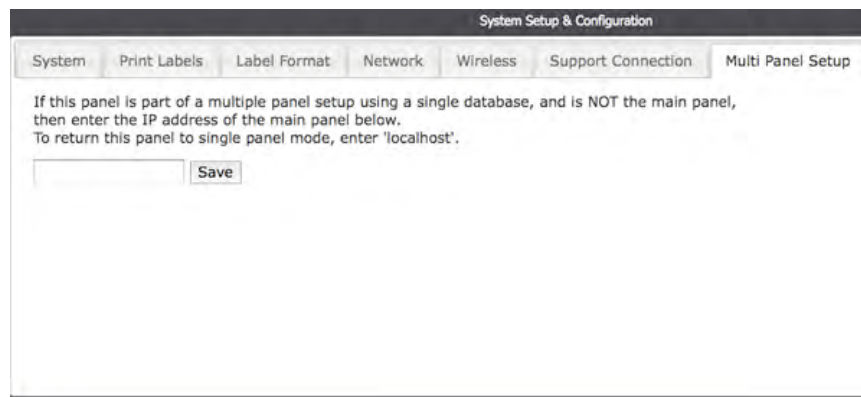 System Setup & Configuration
System Print Labels Label Format Network Wireless Support Connection Multi Panel Setup
If this panel is part of a multiple panel setup using a single database, and is NOT the main panel,
then enter the IP address of the main panel below.
To return this panel to single panel mode, enter 'localhost'.
Save